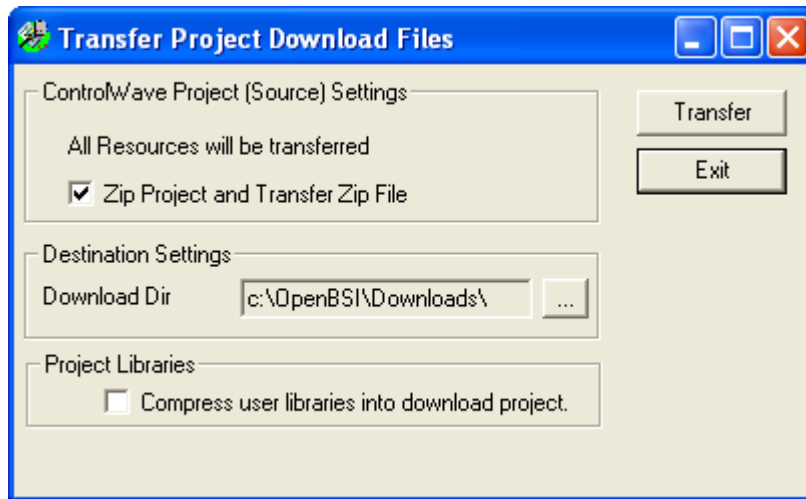 Transfer Project Download Files
ControlWave Project (Source) Settings
All Resources will be transferred
Zip Project and Transfer Zip File
Transfer
Exit
Destination Settings
Download Dir
c:\OpenBSI\Downloads\
...
Project Libraries
Compress user libraries into download project.